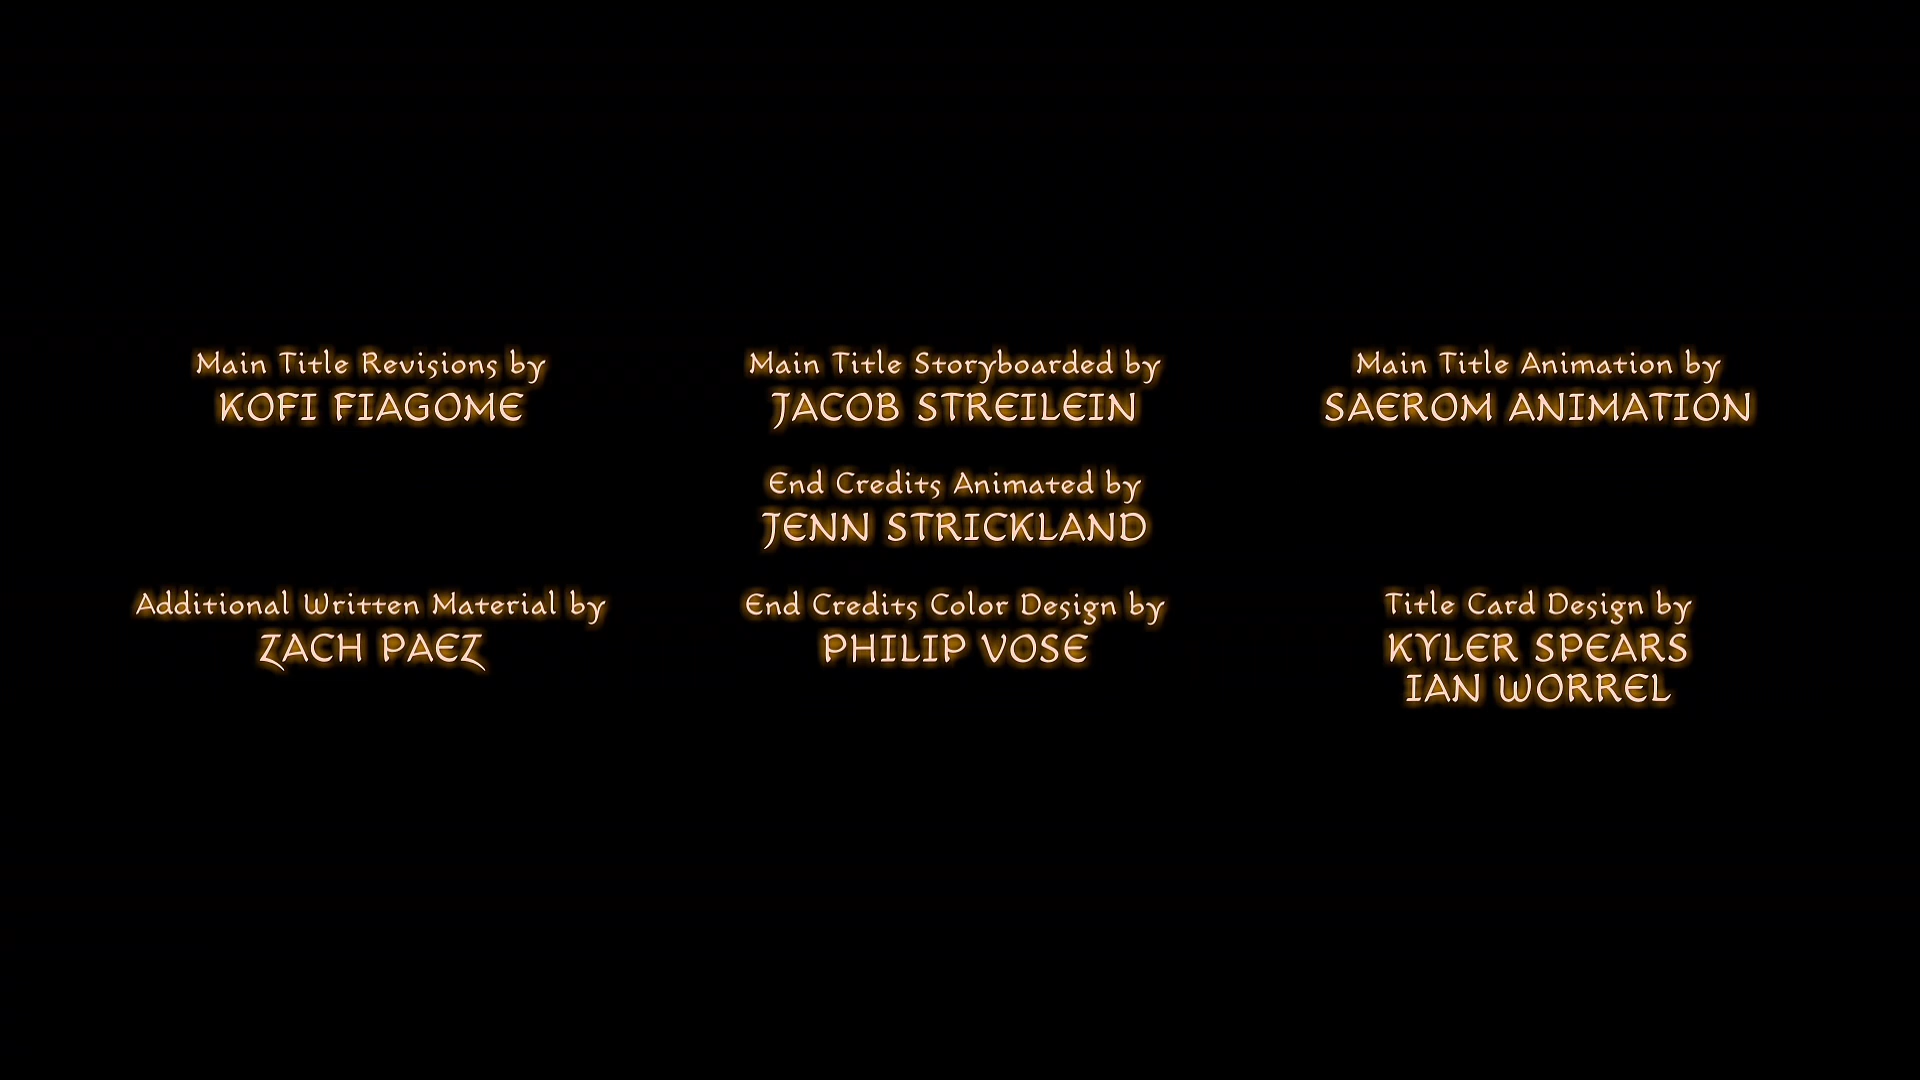 Main Title Revisions by
KOFI FIAGOME
Main Title Storyboarded by
JACOB STREILEIN
Main Title Animation by
SAEROM ANIMATION
End Credits Animated by
JENN STRICKLAND
Additional Written Material by
ZACH PAEZ
End Credits Color Design by
PHILIP VOSE
Title Card Design by
KYLER SPEARS
IAN WORREL